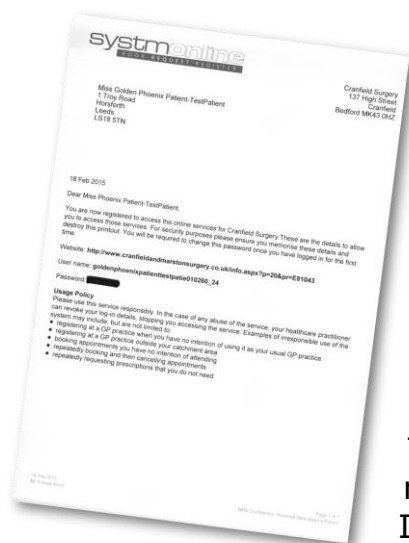 systmonline
BOOK REQUEST REGISTER
Miss Golden Phoenix Patient-TestPatient
1 Troy Road
Horsforth
Leeds
LS18 5TN
Cranfield Surgery
137 High Street
Cranfield
Bedford MK43 0HZ
18 Feb 2015
Dear Miss Phoenix Patient-TestPatient,
You are now registered to access the online services for Cranfield Surgery.These are the details to allow
you to access those services. For security purposes please ensure you memorise these details and
destroy this printout. You will be required to change this password once you have logged in for the first
time.
Website: http://www.cranfieldandmarstonsurgery.co.uk/info.aspx?p=20&pr=E81043
User name: goldenphoenixpatienttestpatie010260_24
Password:
Usage Policy
Please use this service responsibly. In the case of any abuse of the service, your healthcare practitioner
can revoke your log-in details, stopping you accessing the service. Examples of irresponsible use of the
system may include, but are not limited to:
● registering at a GP practice when you have no intention of using it as your usual GP practice
● registering at a GP practice outside your catchment area
● booking appointments you have no intention of attending
● repeatedly booking and then cancelling appointments
● repeatedly requesting prescriptions that you do not need
18 Feb 2015
Page 1 of 1